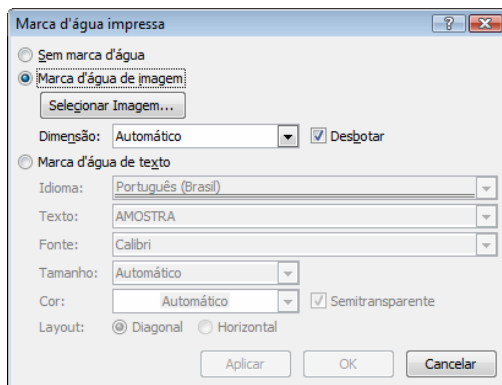 Marca d'água impressa
Sem marca d'água
Marca d'água de imagem
Selecionar Imagem...
Dimensão: Automático Desbotar
Marca d'água de texto
Idioma: Português (Brasil)
Texto: AMOSTRA
Fonte: Calibri
Tamanho: Automático
Cor: Automático Semitransparente
Layout: Diagonal Horizontal
Aplicar OK Cancelar